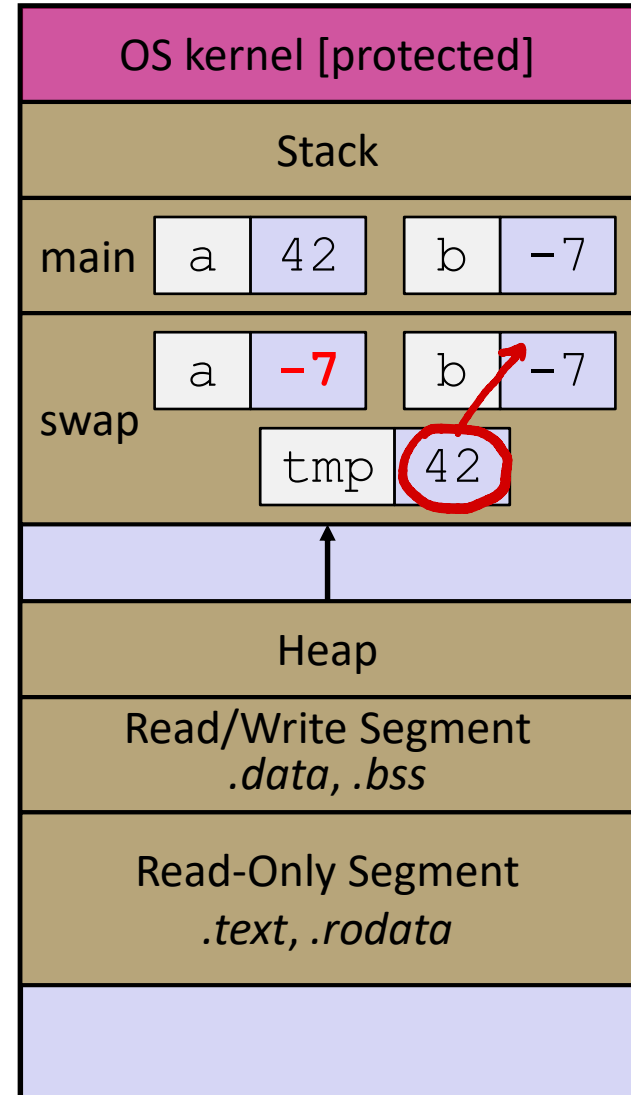 OS kernel [protected]
Stack
main a 42 b -7
a -7 b -7
swap
tmp 42
Heap
Read/Write Segment
.data, .bss
Read-Only Segment
.text, .rodata